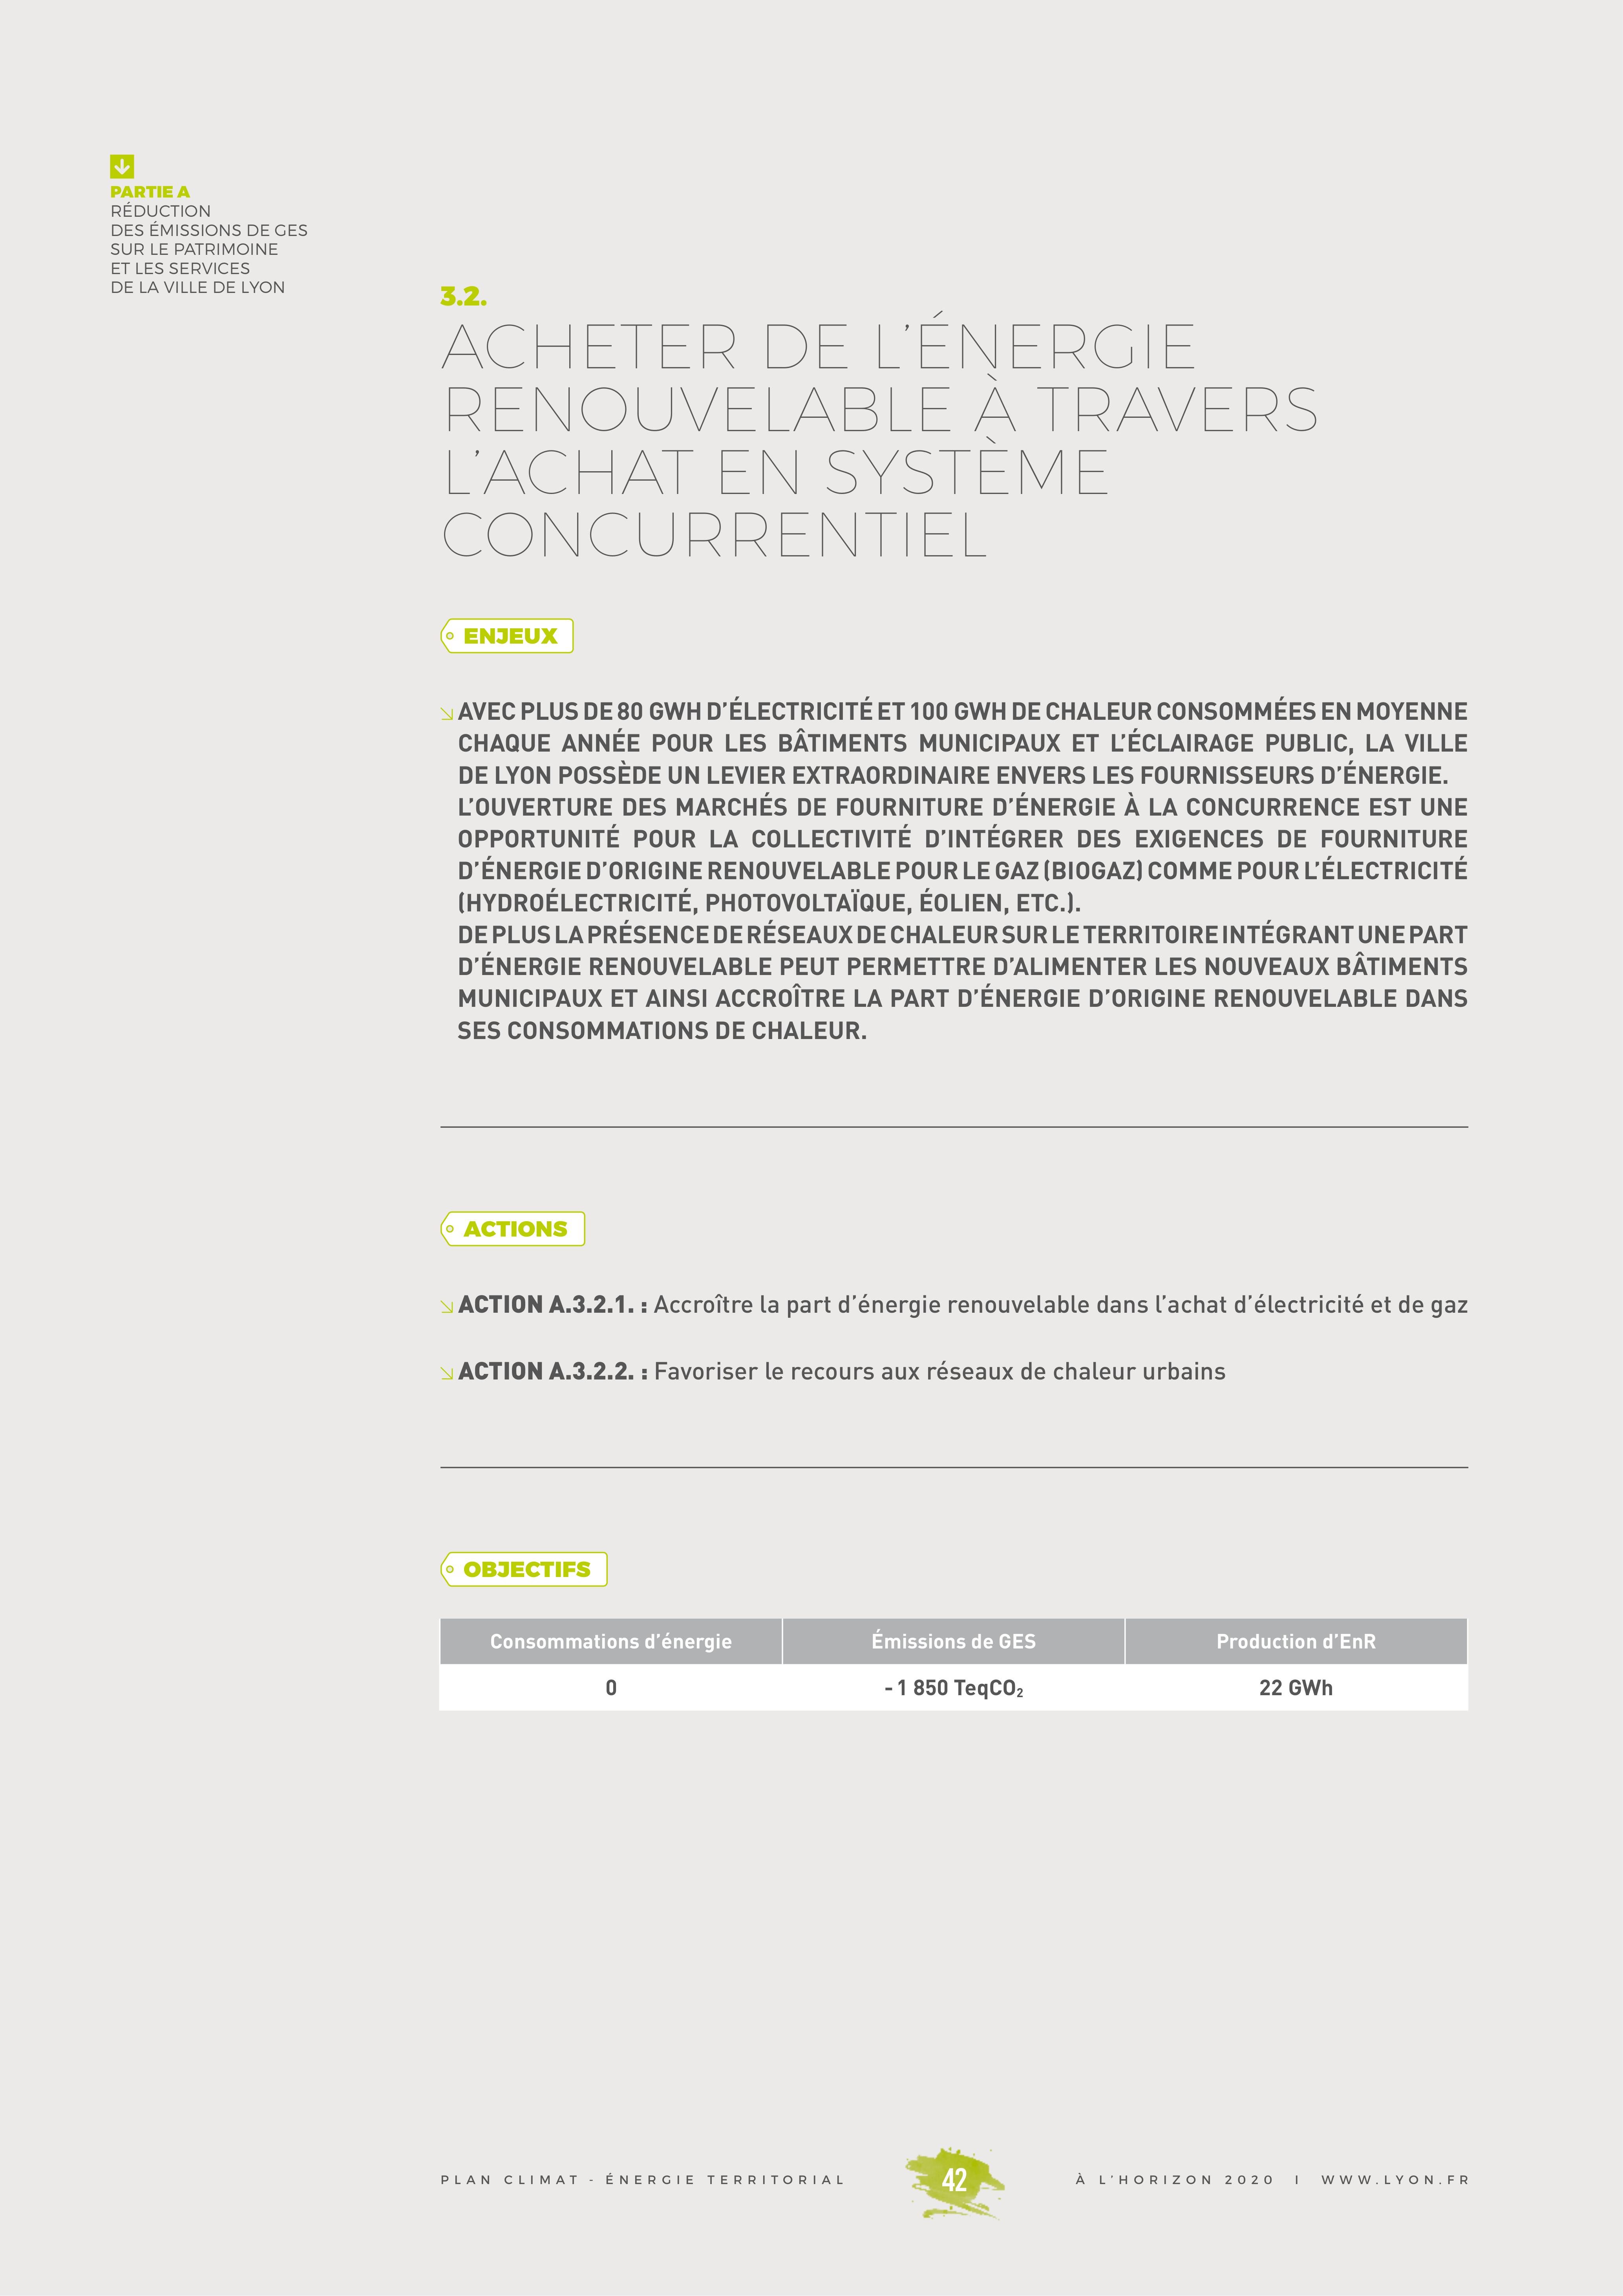 PARTIE A
RÉDUCTION
DES ÉMISSIONS DE GES
SUR LE PATRIMOINE
ET LES SERVICES
DE LA VILLE DE LYON
3.2.
ACHETER DE L’ÉNERGIE
RENOUVELABLE À TRAVERS
L’ACHAT EN SYSTÈME
CONCURRENTIEL
ENJEUX
AVEC PLUS DE 80 GWH D’ÉLECTRICITÉ ET 100 GWH DE CHALEUR CONSOMMÉES EN MOYENNE
CHAQUE ANNÉE POUR LES BÂTIMENTS MUNICIPAUX ET L’ÉCLAIRAGE PUBLIC, LA VILLE
DE LYON POSSÈDE UN LEVIER EXTRAORDINAIRE ENVERS LES FOURNISSEURS D’ÉNERGIE.
L’OUVERTURE DES MARCHÉS DE FOURNITURE D’ÉNERGIE À LA CONCURRENCE EST UNE
OPPORTUNITÉ POUR LA COLLECTIVITÉ D’INTÉGRER DES EXIGENCES DE FOURNITURE
D’ÉNERGIE D’ORIGINE RENOUVELABLE POUR LE GAZ (BIOGAZ) COMME POUR L’ÉLECTRICITÉ
(HYDROÉLECTRICITÉ, PHOTOVOLTAÏQUE, ÉOLIEN, ETC.).
DE PLUS LA PRÉSENCE DE RÉSEAUX DE CHALEUR SUR LE TERRITOIRE INTÉGRANT UNE PART
D’ÉNERGIE RENOUVELABLE PEUT PERMETTRE D’ALIMENTER LES NOUVEAUX BÂTIMENTS
MUNICIPAUX ET AINSI ACCROÎTRE LA PART D’ÉNERGIE D’ORIGINE RENOUVELABLE DANS
SES CONSOMMATIONS DE CHALEUR.
ACTIONS
ACTION A.3.2.1. : Accroître la part d’énergie renouvelable dans l’achat d’électricité et de gaz
ACTION A.3.2.2. : Favoriser le recours aux réseaux de chaleur urbains
OBJECTIFS
Consommations d’énergie Émissions de GES Production d’EnR
0 - 1 850 TeqCO₂ 22 GWh
PLAN CLIMAT - ÉNERGIE TERRITORIAL 42 À L’HORIZON 2020 I WWW.LYON.FR